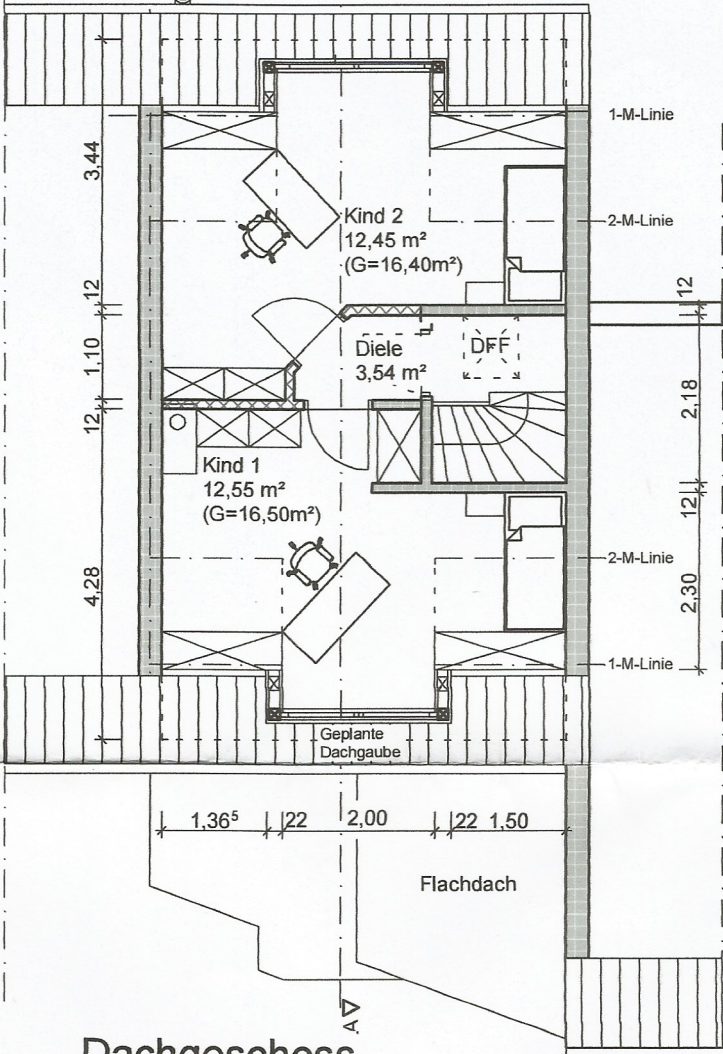 1-M-Linie
3,44
Kind 2
12,45 m²
(G=16,40m²)
2-M-Linie
12
12
1,10
Diele
3,54 m²
DFF
12
2,18
Kind 1
12,55 m²
(G=16,50m²)
12
2-M-Linie
4,28
2,30
1-M-Linie
Geplante
Dachgaube
1,36⁵
22
2,00
22
1,50
Flachdach
A
Dachgeschoss